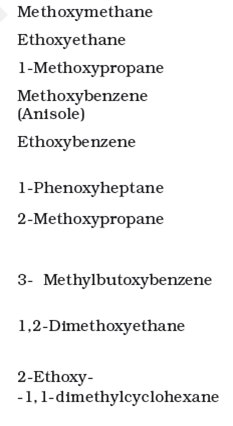 Methoxymethane
Ethoxyethane
1-Methoxypropane
Methoxybenzene
(Anisole)
Ethoxybenzene
1-Phenoxyheptane
2-Methoxypropane
3- Methylbutoxybenzene
1,2-Dimethoxyethane
2-Ethoxy-
-1,1-dimethylcyclohexane